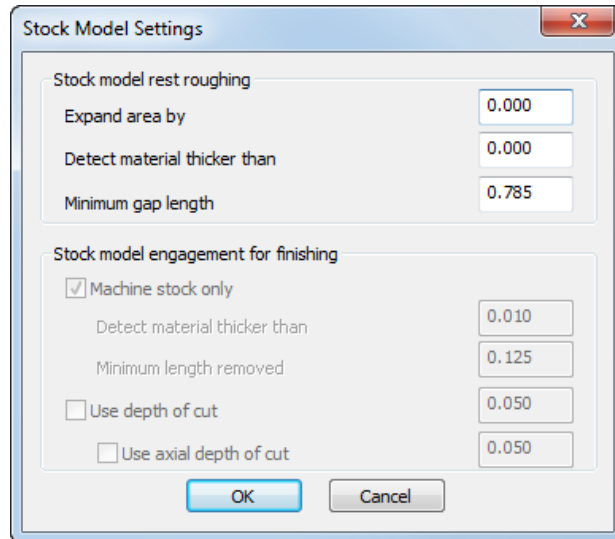 Stock Model Settings
Stock model rest roughing
Expand area by 0.000
Detect material thicker than 0.000
Minimum gap length 0.785
Stock model engagement for finishing
Machine stock only
Detect material thicker than 0.010
Minimum length removed 0.125
Use depth of cut 0.050
Use axial depth of cut 0.050
OK Cancel